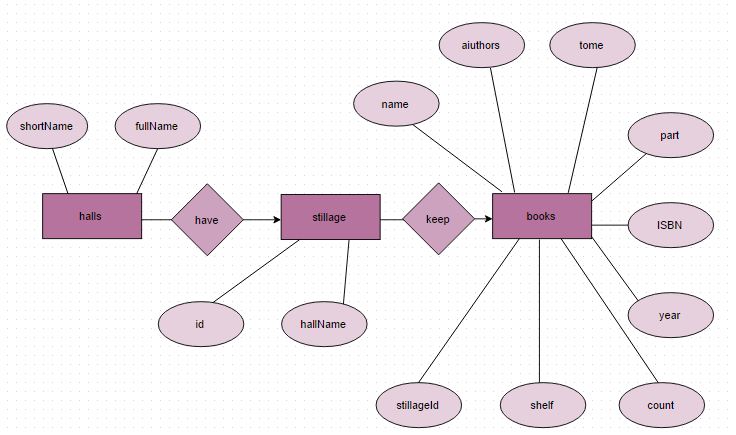 aiuthors
tome
name
shortName
fullName
part
halls
have
stillage
keep
books
ISBN
id
hallName
year
stillageId
shelf
count